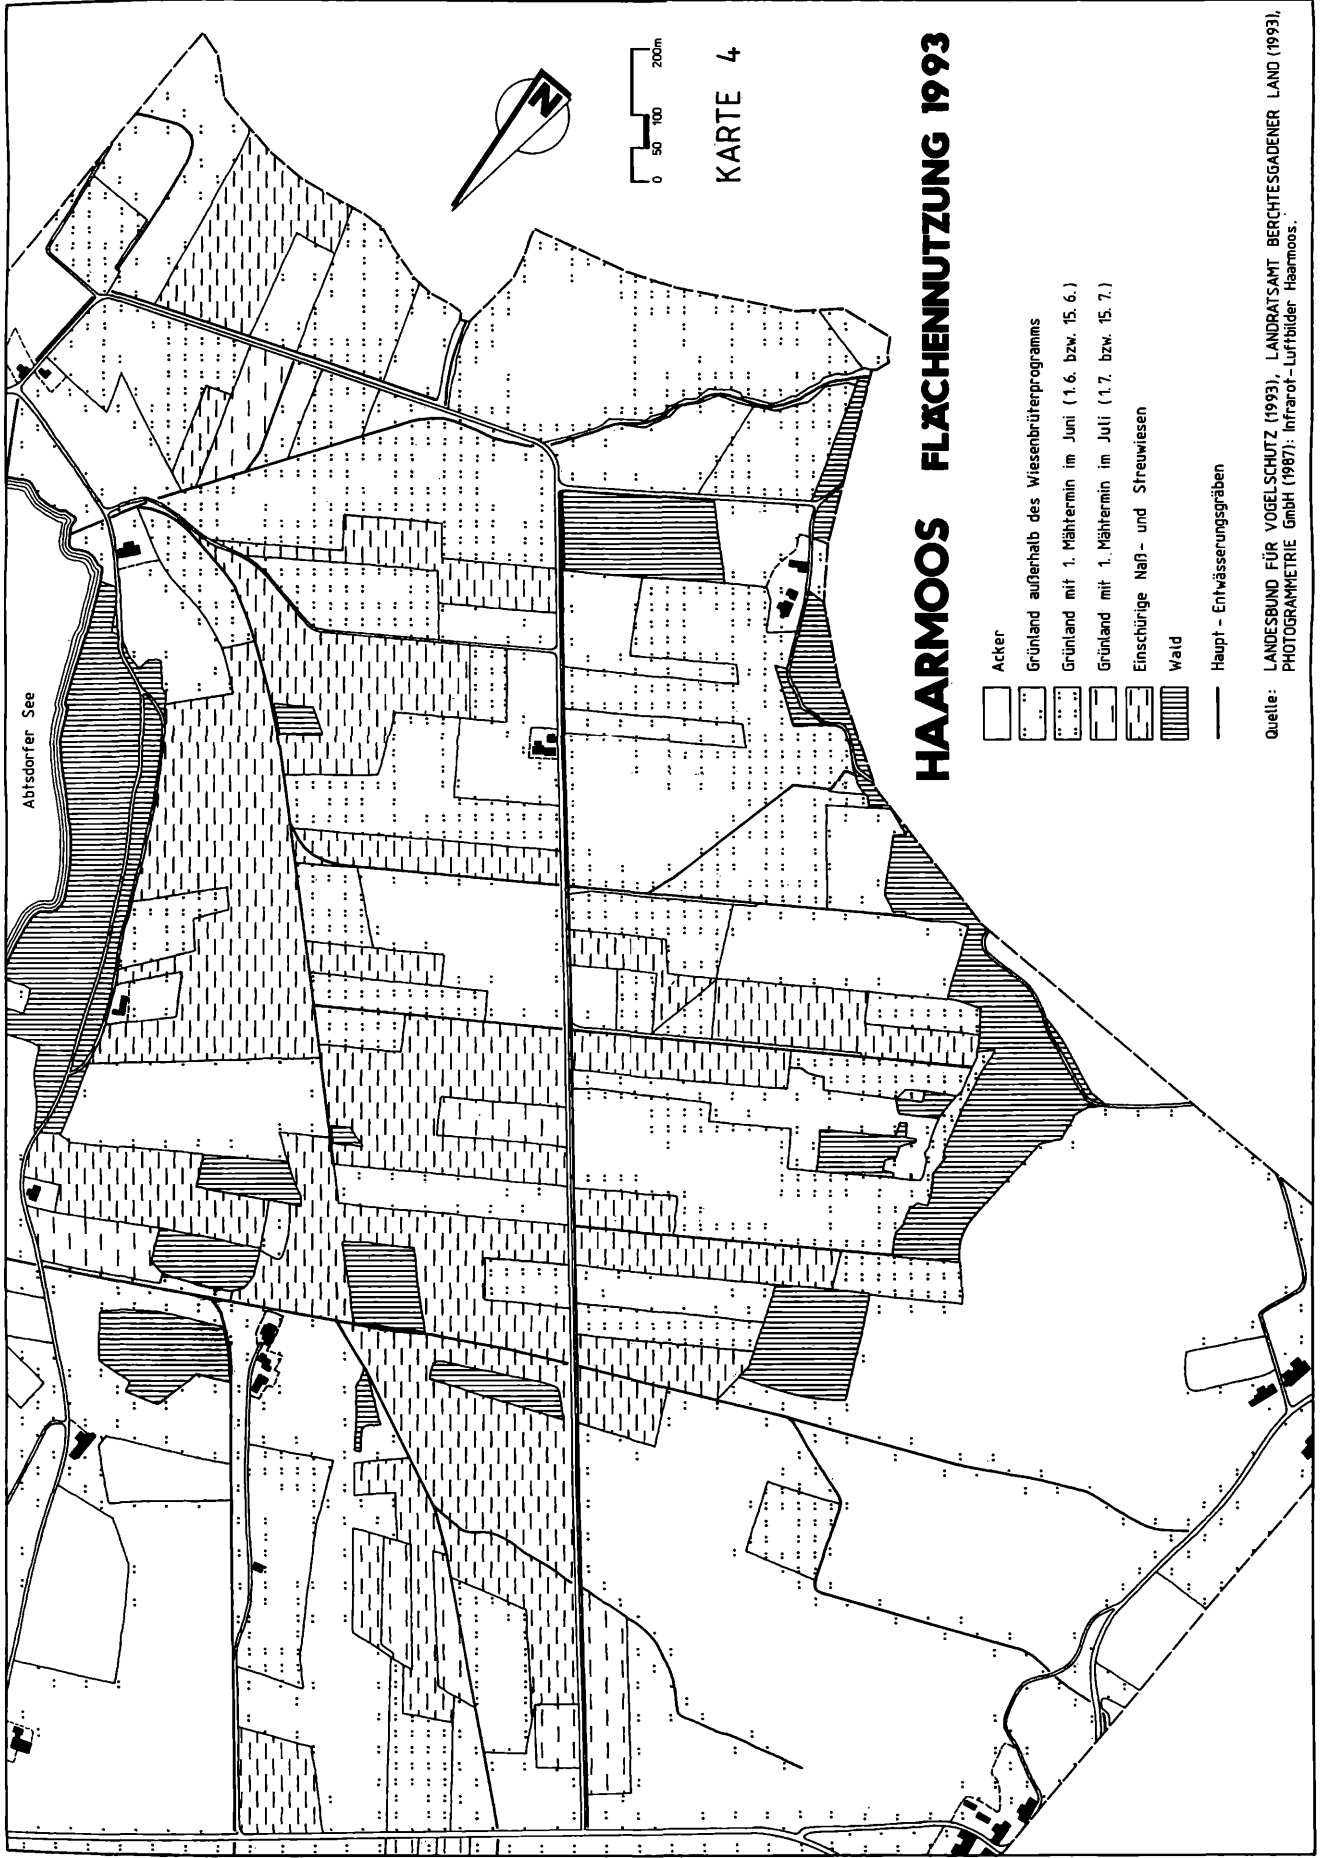 Abtsdorfer See
N
0 50 100 200m
KARTE 4
HAARMOOS FLÄCHENNUTZUNG 1993
Acker
Grünland außerhalb des Wiesenbrüterprogramms
Grünland mit 1. Mähtermin im Juni (1.6. bzw. 15.6.)
Grünland mit 1. Mähtermin im Juli (1.7. bzw. 15.7.)
Einschürige Naß- und Streuwiesen
Wald
Haupt-Entwässerungsgräben
Quelle: LANDESBUND FÜR VOGELSCHUTZ (1993), LANDRATSAMT BERCHTESGADENER LAND (1993),
PHOTOGRAMMETRIE GmbH (1987): Infrarot-Luftbilder Haarmoos.